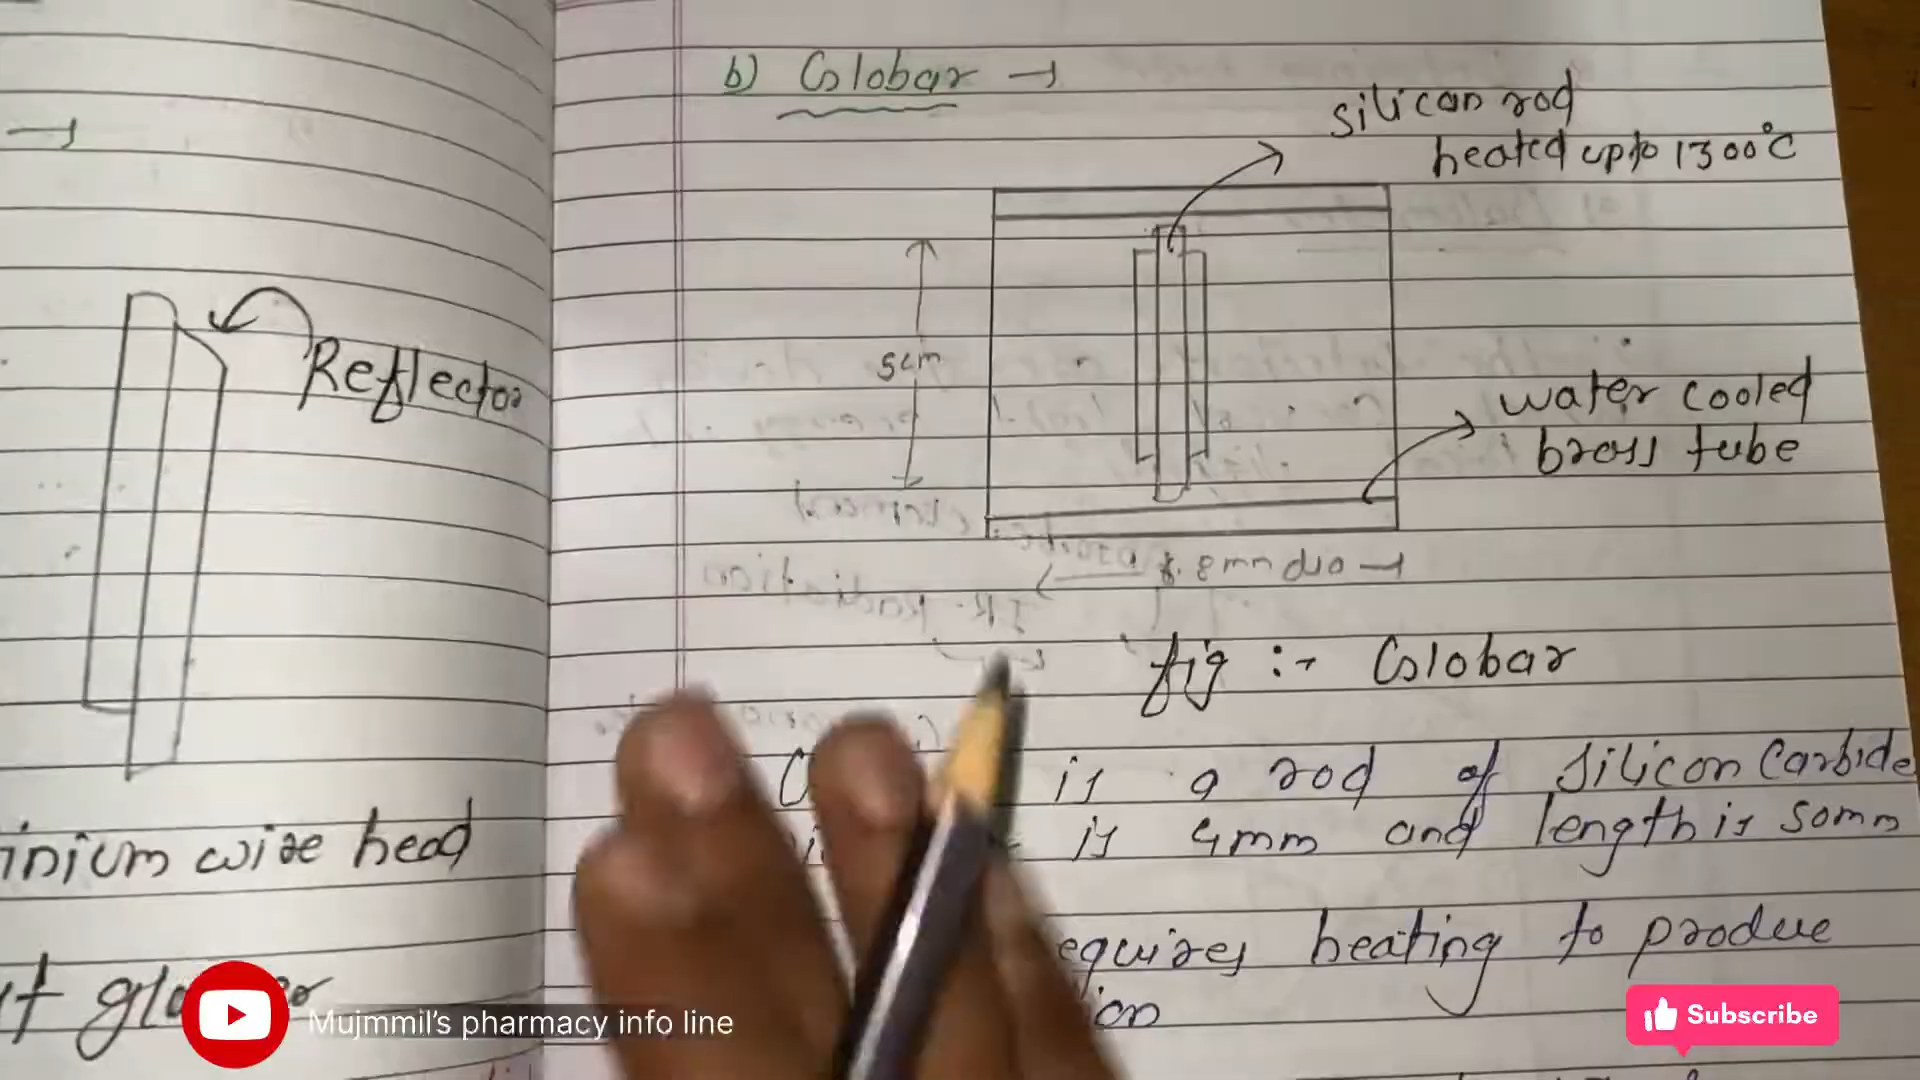 b) Globar →
silicon rod
heated upto 1300°C
Reflector
5cm
water cooled
brass tube
fig :- Globar
is a rod of silicon Carbide
is 4mm and length is 50mm
inium wire head
equires heating to produce
ion
Mujmmil's pharmacy info line
Subscribe